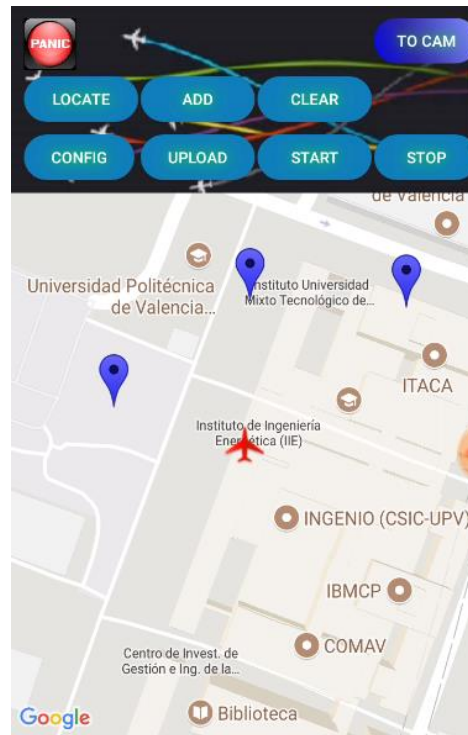 PANIC
TO CAM
LOCATE
ADD
CLEAR
CONFIG
UPLOAD
START
STOP
de Valencia
Universidad Politécnica
de Valencia...
Instituto Universidad
Mixto Tecnológico de...
ITACA
Instituto de Ingeniería
Energética (IIE)
INGENIO (CSIC-UPV)
IBMCP
COMAV
Centro de Invest. de
Gestión e Ing. de la...
Biblioteca
Google